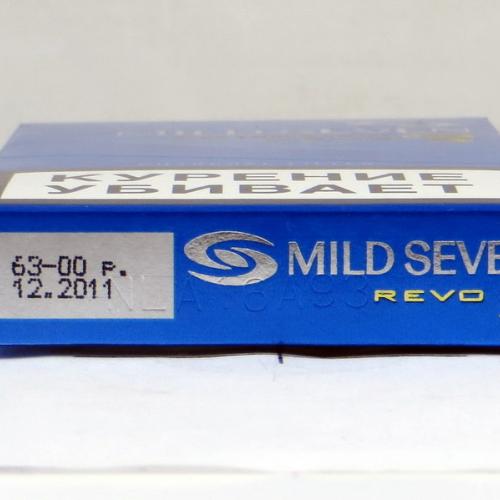 КУРЕНИЕ
УБИВАЕТ
63-00 р.
12.2011
MILD SEVE
REVO